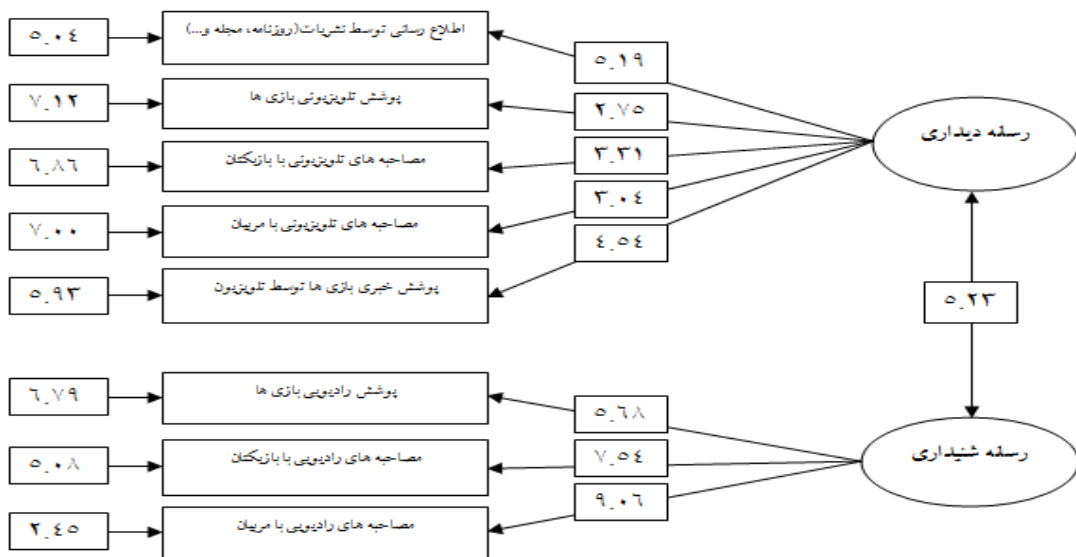 اطلاع رسانی توسط نشریات(روزنامه، مجله و...)
٥.٠٤
٥.١٩
پوشش تلویزیونی بازی ها
٧.١٢
٢.٧٥
رسانه دیداری
مصاحبه های تلویزیونی با بازیکنان
٦.٨٦
٣.٣١
مصاحبه های تلویزیونی با مربیان
٧.٠٠
٣.٠٤
پوشش خبری بازی ها توسط تلویزیون
٥.٩٣
٤.٥٤
٥.٢٣
پوشش رادیویی بازی ها
٦.٧٩
٥.٦٨
رسانه شنیداری
مصاحبه های رادیویی با بازیکنان
٥.٠٨
٧.٥٤
مصاحبه های رادیویی با مربیان
٢.٤٥
٩.٠٦